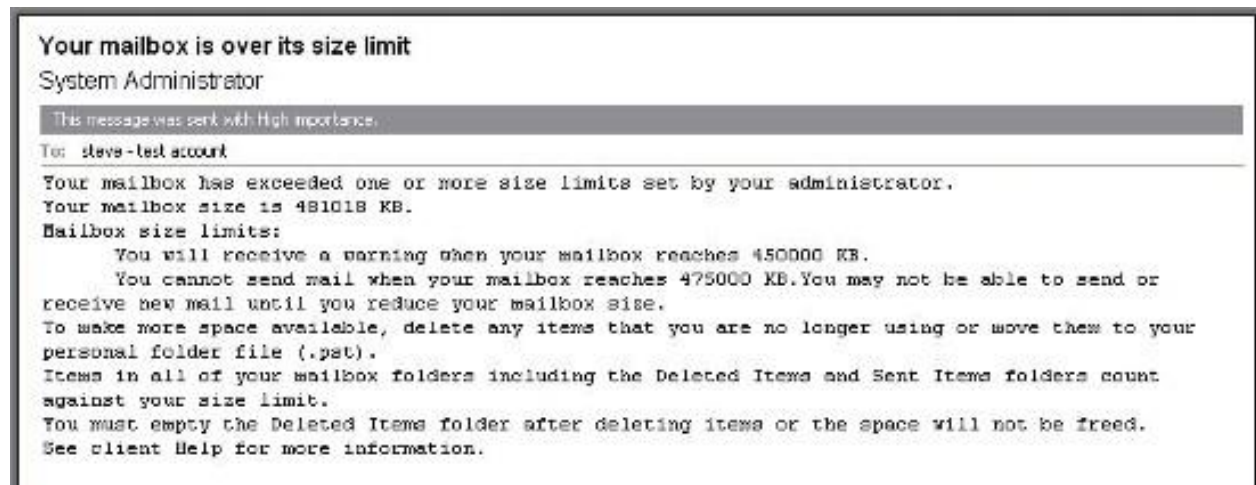 Your mailbox is over its size limit
System Administrator
This message was sent with High importance.
To: steve - test account
Your mailbox has exceeded one or more size limits set by your administrator.
Your mailbox size is 481018 KB.
Mailbox size limits:
You will receive a warning when your mailbox reaches 450000 KB.
You cannot send mail when your mailbox reaches 475000 KB.You may not be able to send or
receive new mail until you reduce your mailbox size.
To make more space available, delete any items that you are no longer using or move them to your
personal folder file (.pst).
Items in all of your mailbox folders including the Deleted Items and Sent Items folders count
against your size limit.
You must empty the Deleted Items folder after deleting items or the space will not be freed.
See client Help for more information.